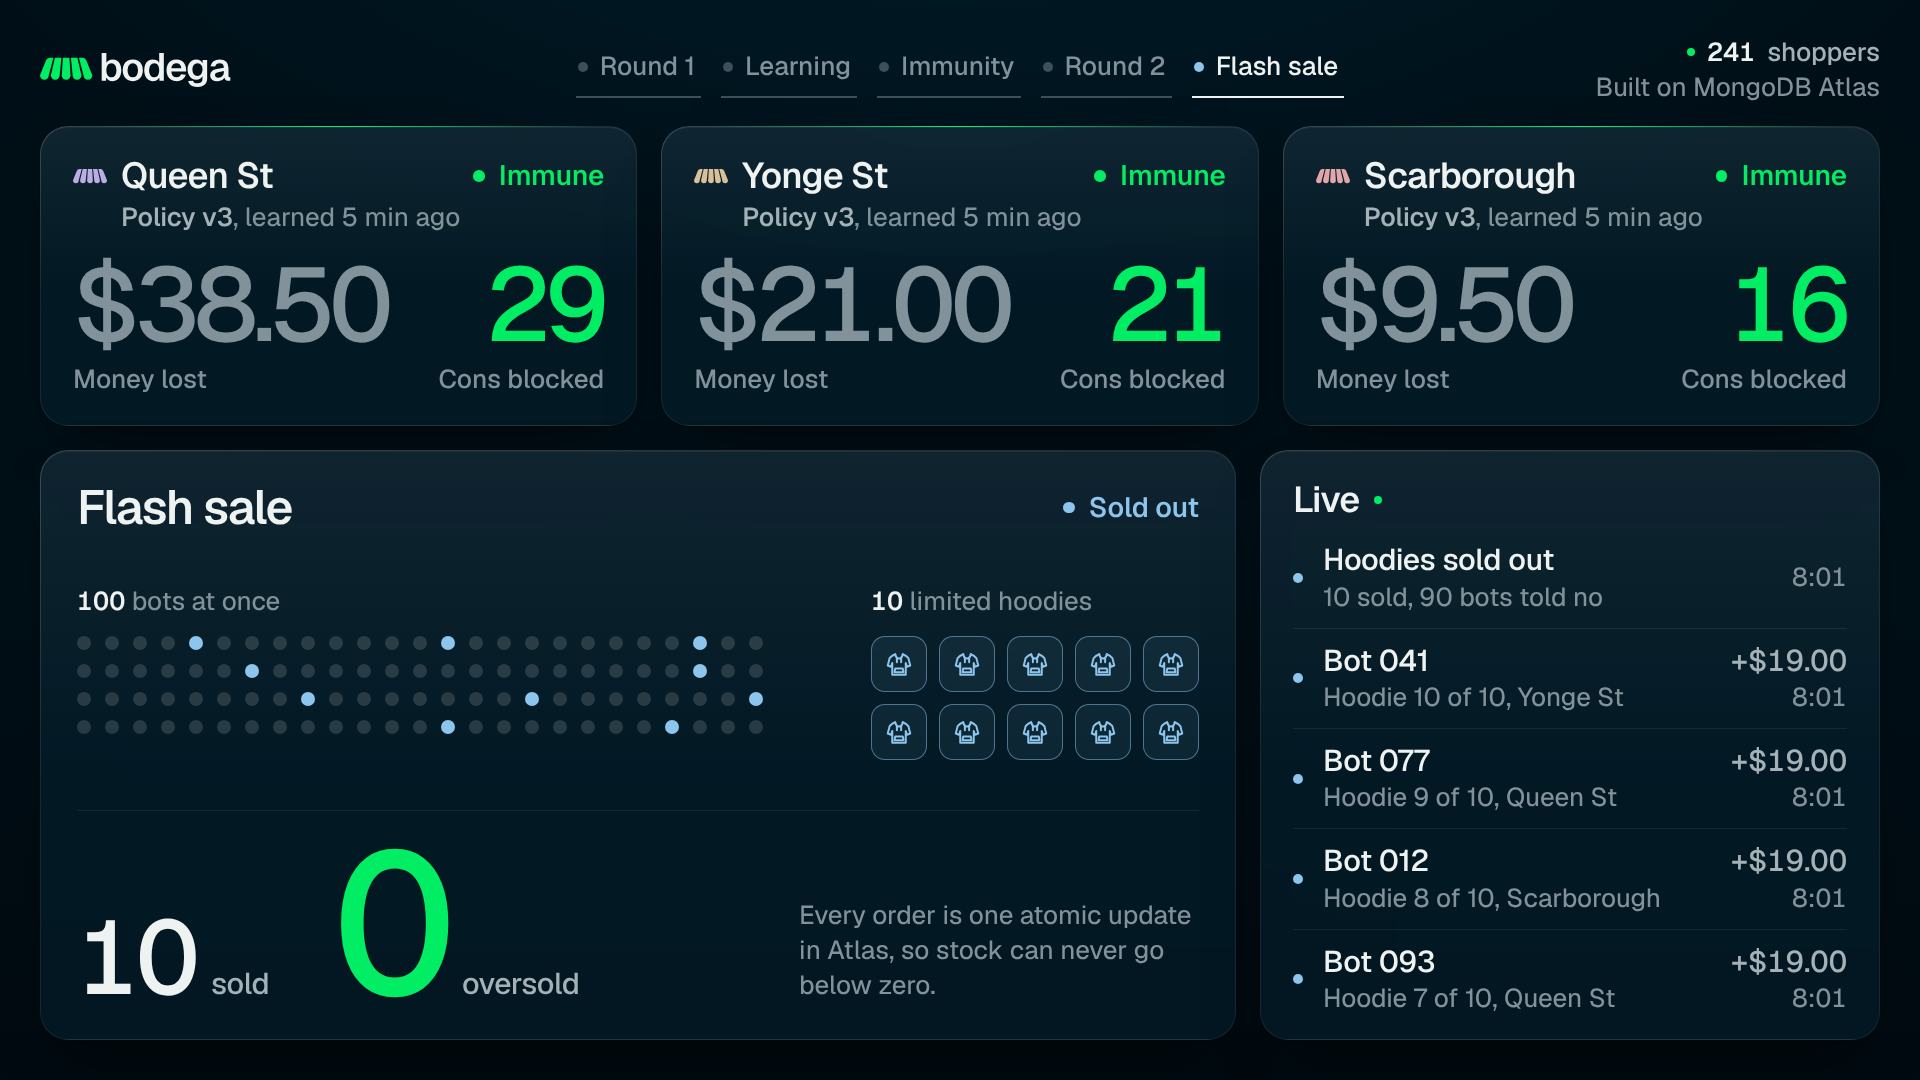 bodega
Round 1
Learning
Immunity
Round 2
Flash sale
241 shoppers
Built on MongoDB Atlas
Queen St
Immune
Policy v3, learned 5 min ago
$38.50
29
Money lost
Cons blocked
Yonge St
Immune
Policy v3, learned 5 min ago
$21.00
21
Money lost
Cons blocked
Scarborough
Immune
Policy v3, learned 5 min ago
$9.50
16
Money lost
Cons blocked
Flash sale
Sold out
100 bots at once
10 limited hoodies
10 sold
0 oversold
Every order is one atomic update
in Atlas, so stock can never go
below zero.
Live
Hoodies sold out
10 sold, 90 bots told no
8:01
Bot 041
+$19.00
Hoodie 10 of 10, Yonge St
8:01
Bot 077
+$19.00
Hoodie 9 of 10, Queen St
8:01
Bot 012
+$19.00
Hoodie 8 of 10, Scarborough
8:01
Bot 093
+$19.00
Hoodie 7 of 10, Queen St
8:01